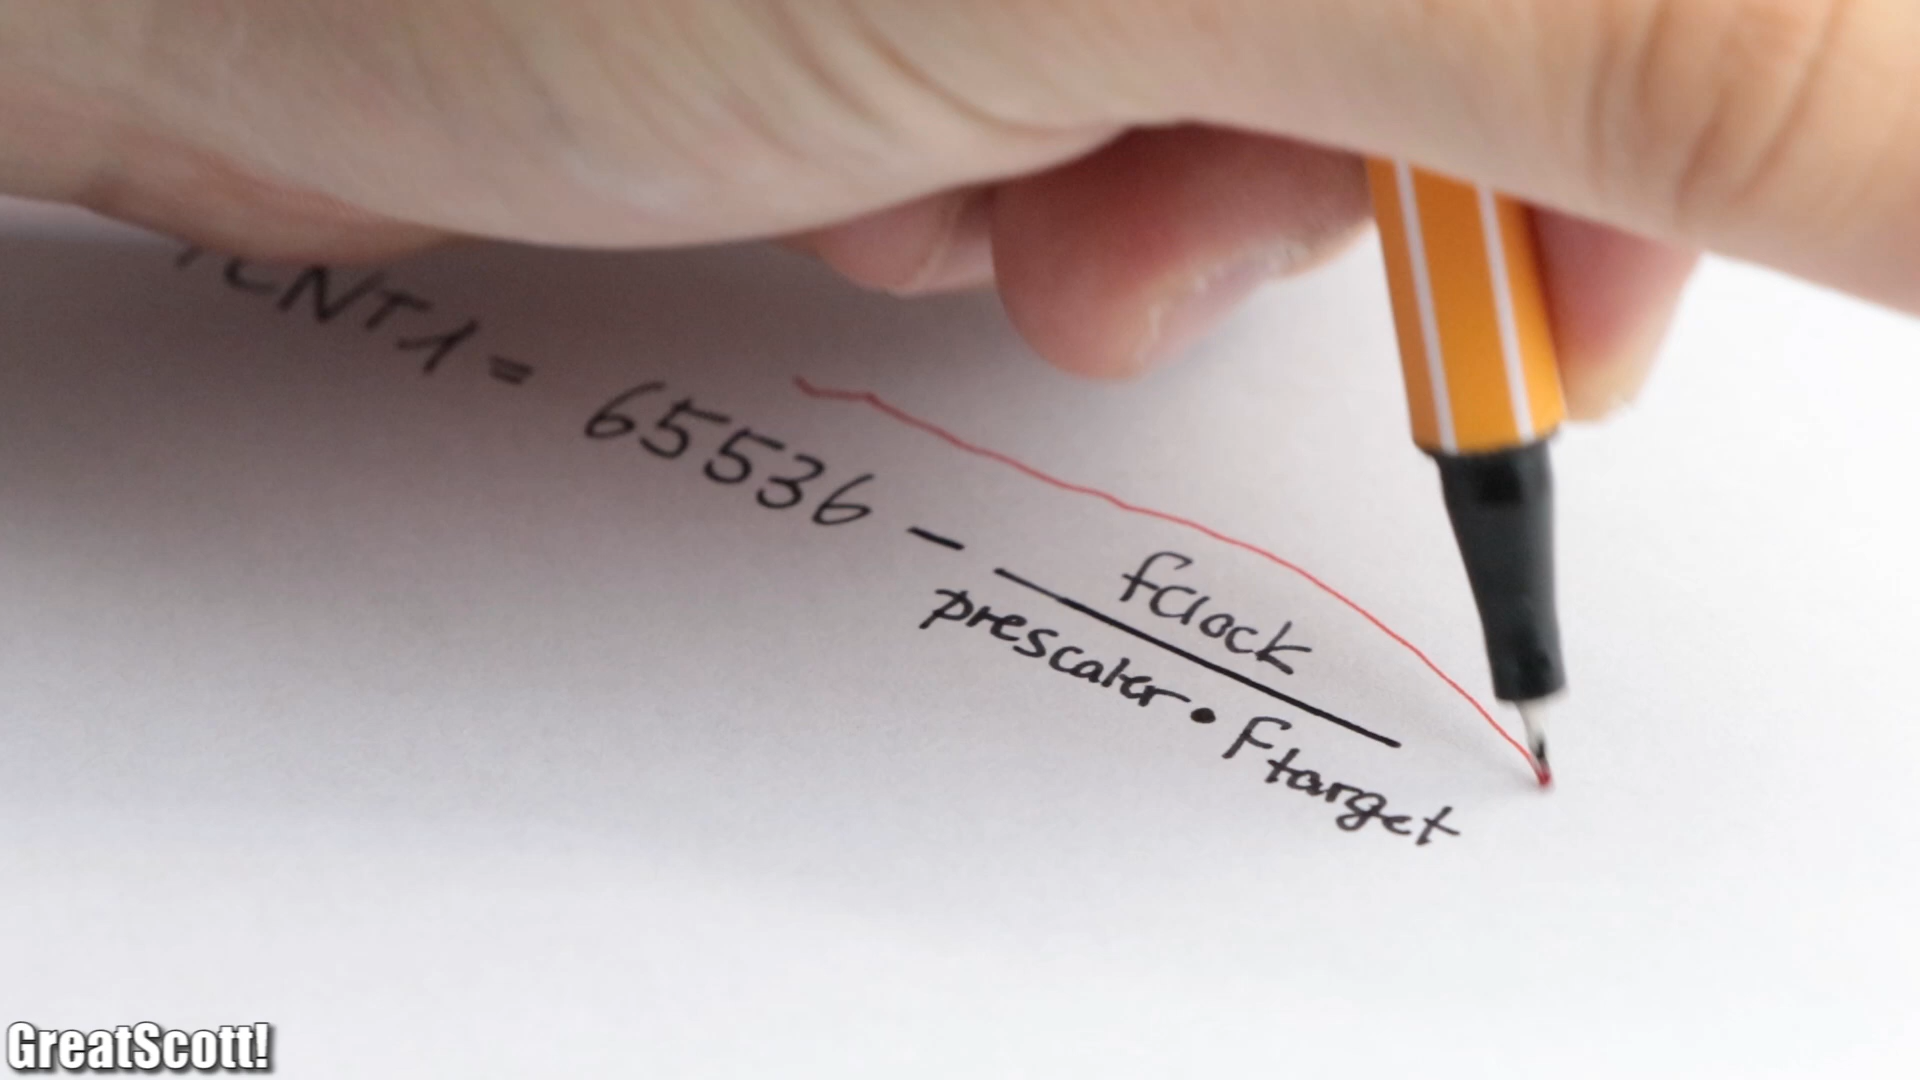 TCNT1 = 65536 - fclock
prescaler • Ftarget
GreatScott!